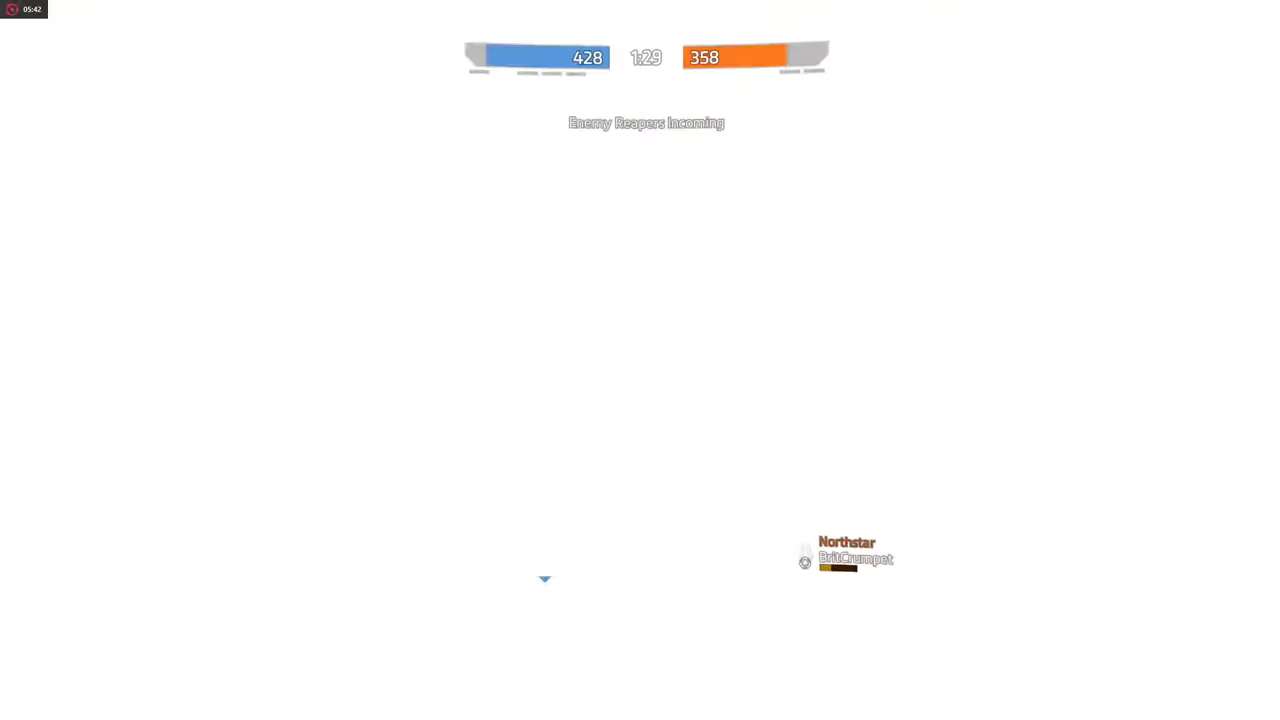 05:42
428 1:29 358
Enemy Reapers Incoming
Northstar
BritCrumpet